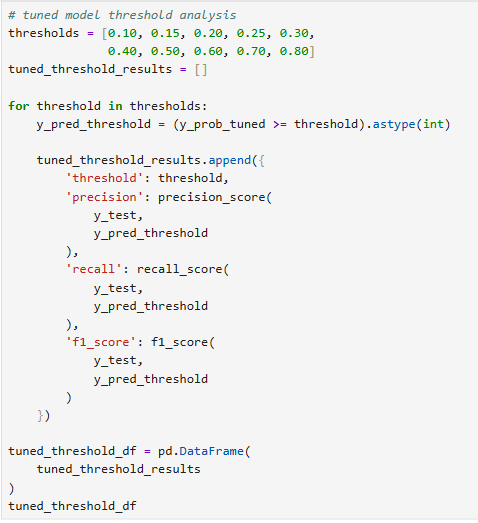 # tuned model threshold analysis
thresholds = [0.10, 0.15, 0.20, 0.25, 0.30,
              0.40, 0.50, 0.60, 0.70, 0.80]
tuned_threshold_results = []

for threshold in thresholds:
    y_pred_threshold = (y_prob_tuned >= threshold).astype(int)

    tuned_threshold_results.append({
        'threshold': threshold,
        'precision': precision_score(
            y_test,
            y_pred_threshold
        ),
        'recall': recall_score(
            y_test,
            y_pred_threshold
        ),
        'f1_score': f1_score(
            y_test,
            y_pred_threshold
        )
    })

tuned_threshold_df = pd.DataFrame(
    tuned_threshold_results
)
tuned_threshold_df